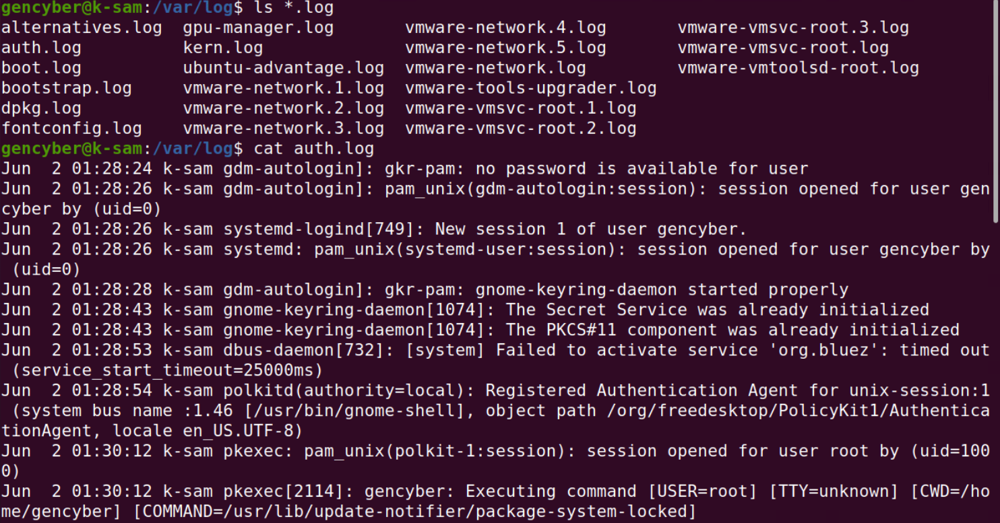 gencyber@k-sam:/var/log$ ls *.log
alternatives.log  gpu-manager.log       vmware-network.4.log       vmware-vmsvc-root.3.log
auth.log          kern.log              vmware-network.5.log       vmware-vmsvc-root.log
boot.log          ubuntu-advantage.log  vmware-network.log         vmware-vmtoolsd-root.log
bootstrap.log     vmware-network.1.log  vmware-tools-upgrader.log
dpkg.log          vmware-network.2.log  vmware-vmsvc-root.1.log
fontconfig.log    vmware-network.3.log  vmware-vmsvc-root.2.log
gencyber@k-sam:/var/log$ cat auth.log
Jun  2 01:28:24 k-sam gdm-autologin]: gkr-pam: no password is available for user
Jun  2 01:28:26 k-sam gdm-autologin]: pam_unix(gdm-autologin:session): session opened for user gen
cyber by (uid=0)
Jun  2 01:28:26 k-sam systemd-logind[749]: New session 1 of user gencyber.
Jun  2 01:28:26 k-sam systemd: pam_unix(systemd-user:session): session opened for user gencyber by
 (uid=0)
Jun  2 01:28:28 k-sam gdm-autologin]: gkr-pam: gnome-keyring-daemon started properly
Jun  2 01:28:43 k-sam gnome-keyring-daemon[1074]: The Secret Service was already initialized
Jun  2 01:28:43 k-sam gnome-keyring-daemon[1074]: The PKCS#11 component was already initialized
Jun  2 01:28:53 k-sam dbus-daemon[732]: [system] Failed to activate service 'org.bluez': timed out
 (service_start_timeout=25000ms)
Jun  2 01:28:54 k-sam polkitd(authority=local): Registered Authentication Agent for unix-session:1
 (system bus name :1.46 [/usr/bin/gnome-shell], object path /org/freedesktop/PolicyKit1/Authentica
tionAgent, locale en_US.UTF-8)
Jun  2 01:30:12 k-sam pkexec: pam_unix(polkit-1:session): session opened for user root by (uid=100
0)
Jun  2 01:30:12 k-sam pkexec[2114]: gencyber: Executing command [USER=root] [TTY=unknown] [CWD=/ho
me/gencyber] [COMMAND=/usr/lib/update-notifier/package-system-locked]